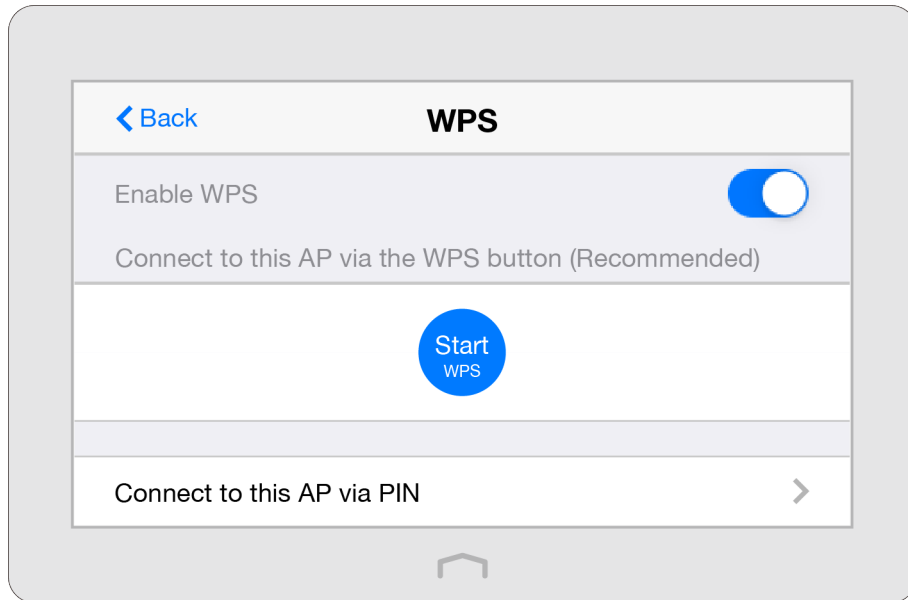 Back
WPS
Enable WPS
Connect to this AP via the WPS button (Recommended)
Start
WPS
Connect to this AP via PIN